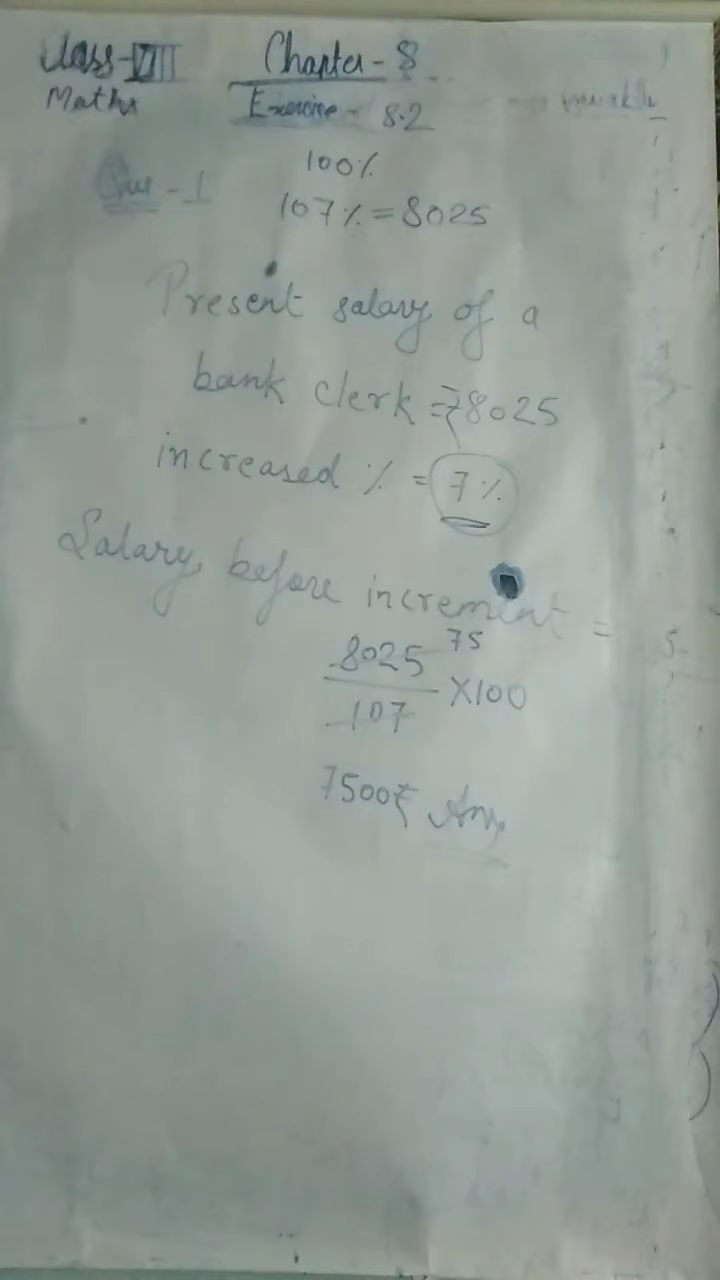 Class-VIII Chapter-8
Maths Exercise - 8.2
Que - 1 100%
107% = 8025
Present salary of a
bank clerk = ₹8025
increased % = 7%
Salary before increment =
8025 75
107 X100
7500₹ Ans